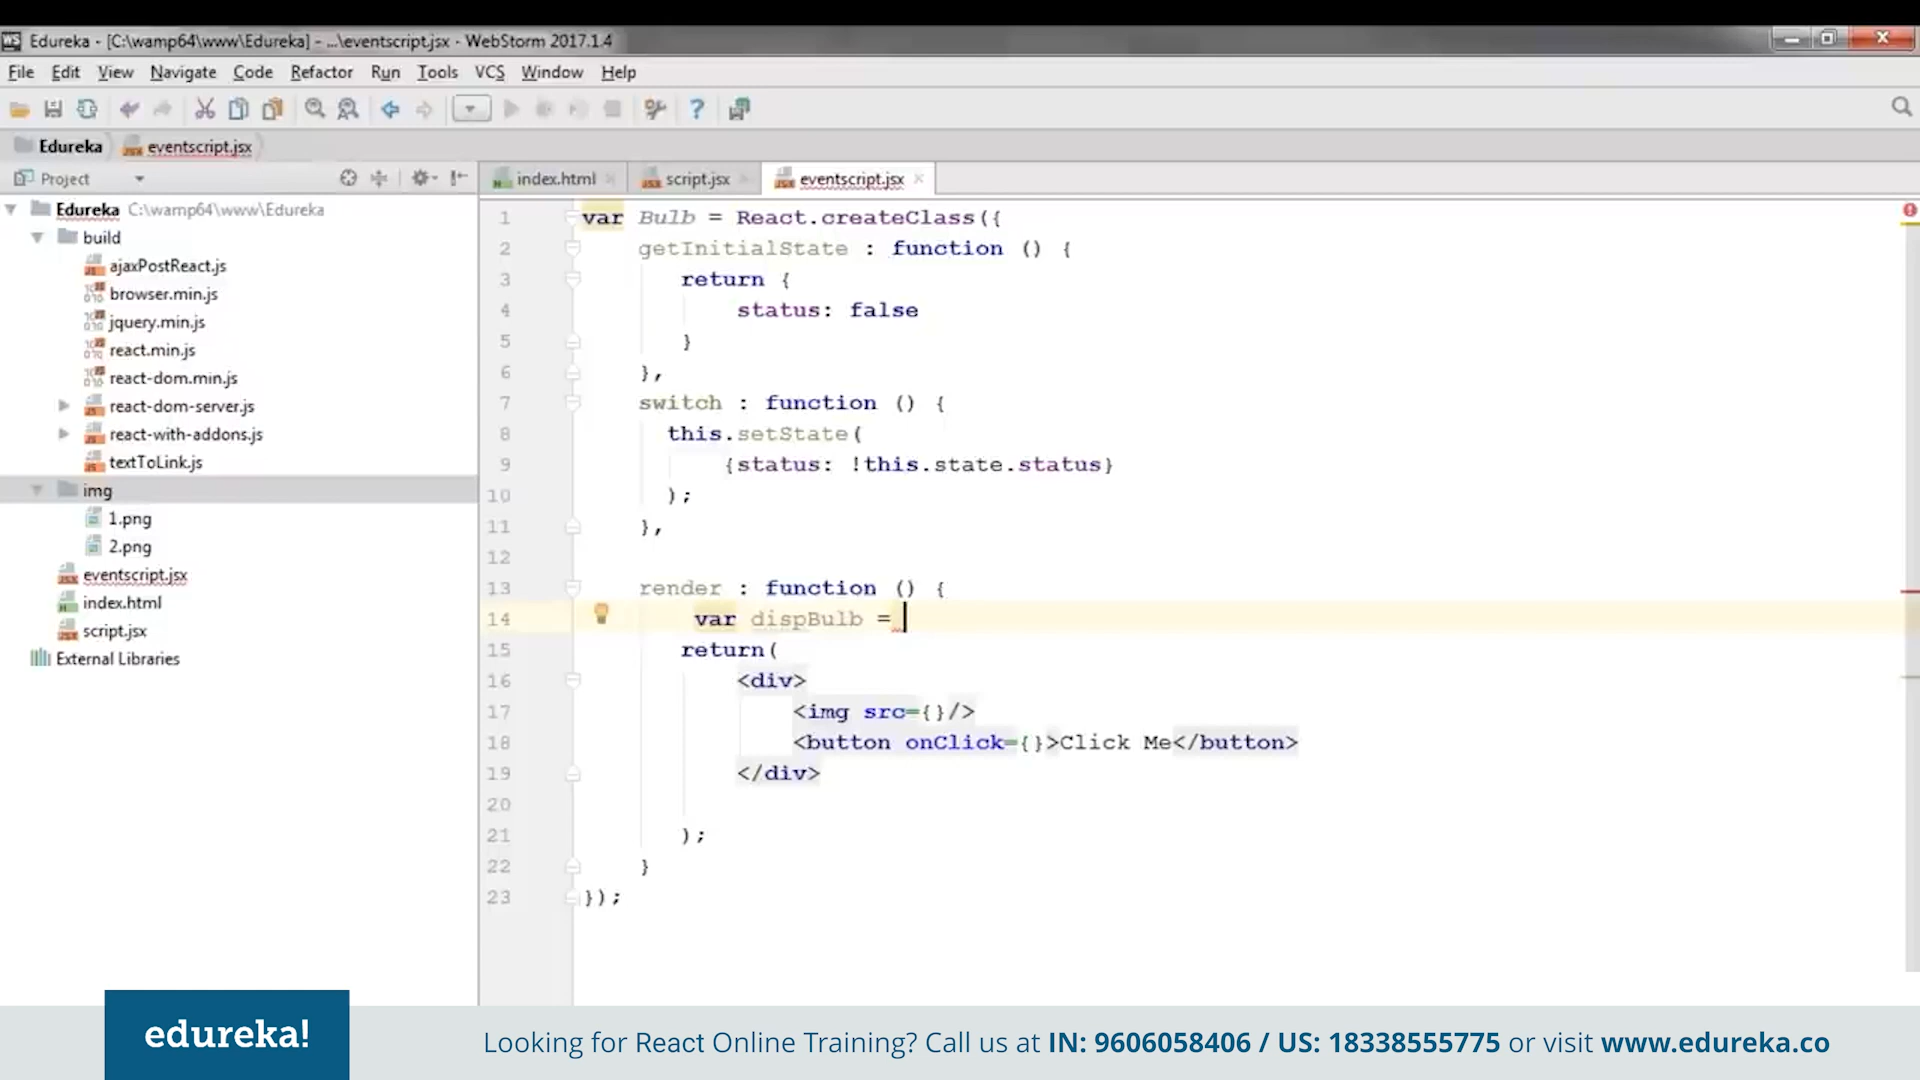 Edureka - [C:\wamp64\www\Edureka] - ...\eventscript.jsx - WebStorm 2017.1.4
File Edit View Navigate Code Refactor Run Tools VCS Window Help
Edureka eventscript.jsx
Project
index.html script.jsx eventscript.jsx
Edureka C:\wamp64\www\Edureka
build
ajaxPostReact.js
browser.min.js
jquery.min.js
react.min.js
react-dom.min.js
react-dom-server.js
react-with-addons.js
textToLink.js
img
1.png
2.png
eventscript.jsx
index.html
script.jsx
External Libraries
1 var Bulb = React.createClass({
2 getInitialState : function () {
3 return {
4 status: false
5 }
6 },
7 switch : function () {
8 this.setState(
9 {status: !this.state.status}
10 );
11 },
12
13 render : function () {
14 var dispBulb =
15 return(
16 <div>
17 <img src={}/>
18 <button onClick={}>Click Me</button>
19 </div>
20
21 );
22 }
23 });
edureka!
Looking for React Online Training? Call us at IN: 9606058406 / US: 18338555775 or visit www.edureka.co